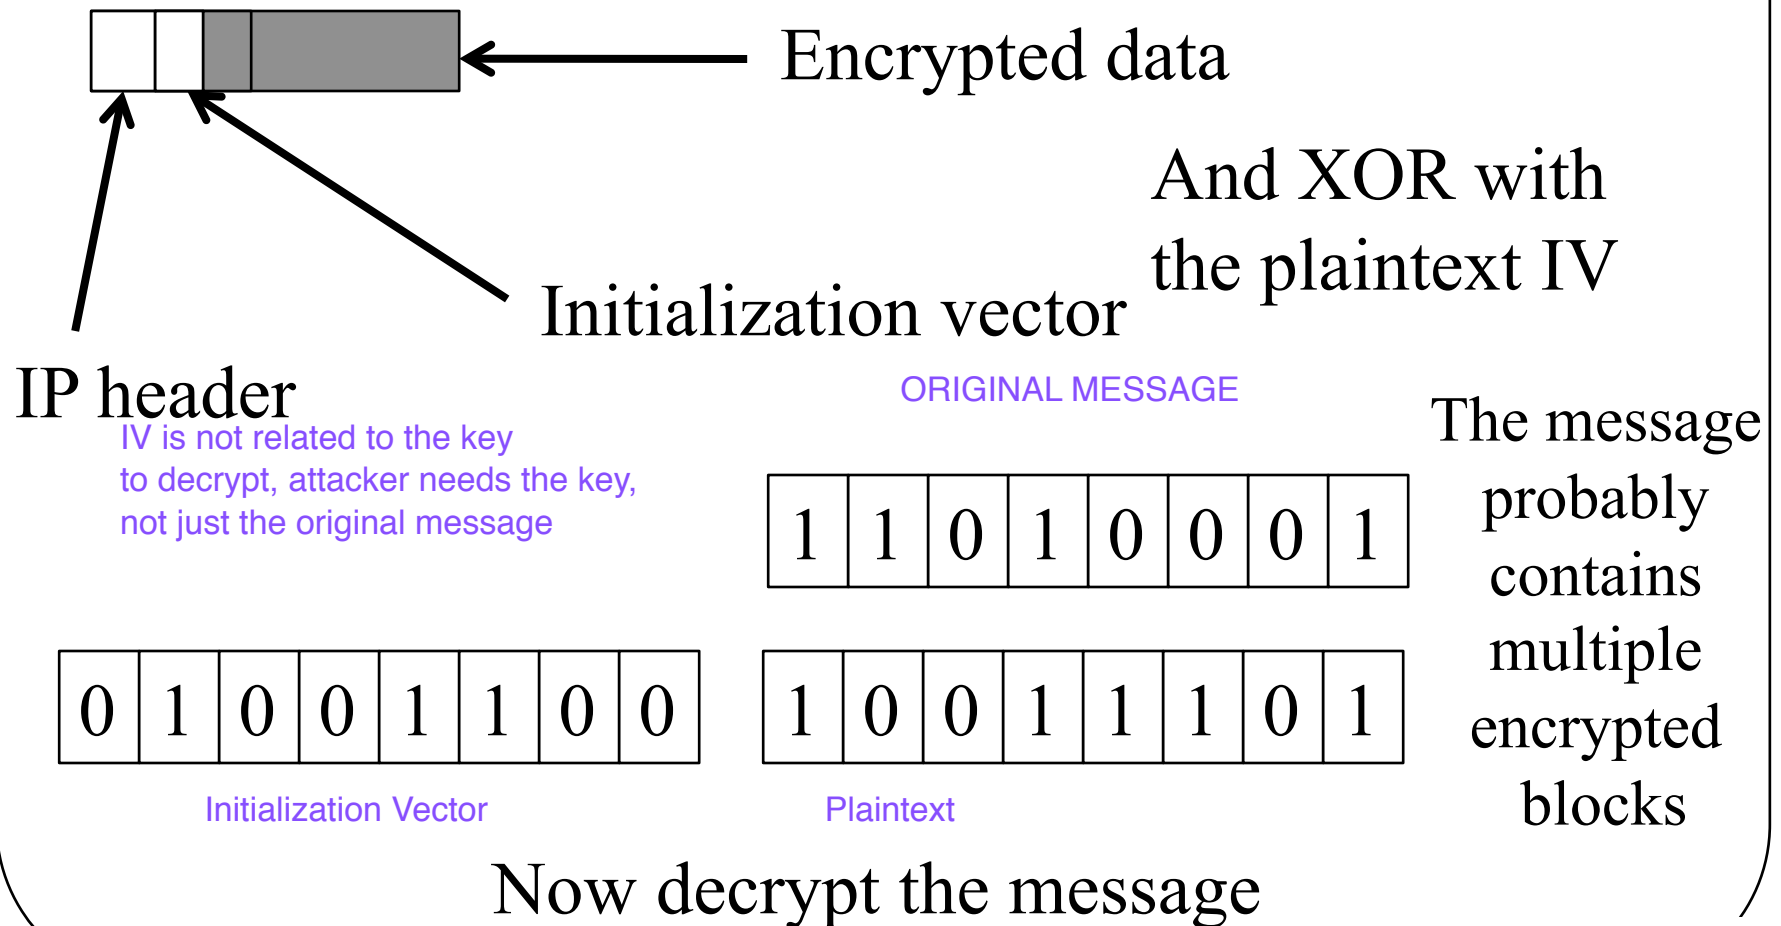 Encrypted data
And XOR with
the plaintext IV
Initialization vector
IP header
IV is not related to the key
to decrypt, attacker needs the key,
not just the original message
ORIGINAL MESSAGE
1 1 0 1 0 0 0 1
The message
probably
contains
multiple
encrypted
blocks
0 1 0 0 1 1 0 0
1 0 0 1 1 1 0 1
Initialization Vector
Plaintext
Now decrypt the message